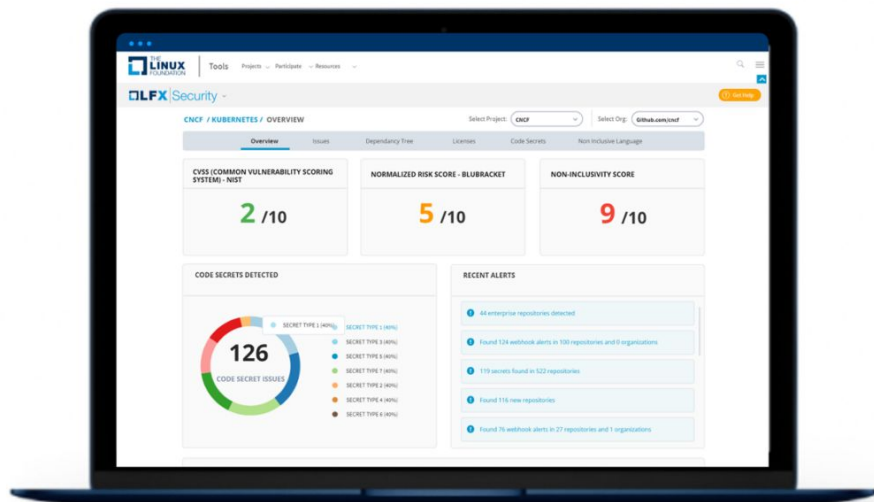 THE
LINUX
FOUNDATION
Tools
Projects
Participate
Resources
LFX Security
Get Help
CNCF / KUBERNETES / OVERVIEW
Select Project:
CNCF
Select Org:
Github.com/cncf
Overview
Issues
Dependancy Tree
Licenses
Code Secrets
Non Inclusive Language
CVSS (COMMON VULNERABILITY SCORING
SYSTEM) - NIST
2 /10
NORMALIZED RISK SCORE - BLUBRACKET
5 /10
NON-INCLUSIVITY SCORE
9 /10
CODE SECRETS DETECTED
126
CODE SECRET ISSUES
SECRET TYPE 1 (40%)
SECRET TYPE 1 (40%)
SECRET TYPE 3 (40%)
SECRET TYPE 5 (40%)
SECRET TYPE 7 (40%)
SECRET TYPE 2 (40%)
SECRET TYPE 4 (40%)
SECRET TYPE 6 (40%)
RECENT ALERTS
44 enterprise repositories detected
Found 124 webhook alerts in 100 repositories and 0 organizations
119 secrets found in 522 repositories
Found 116 new repositories
Found 76 webhook alerts in 27 repositories and 1 organizations